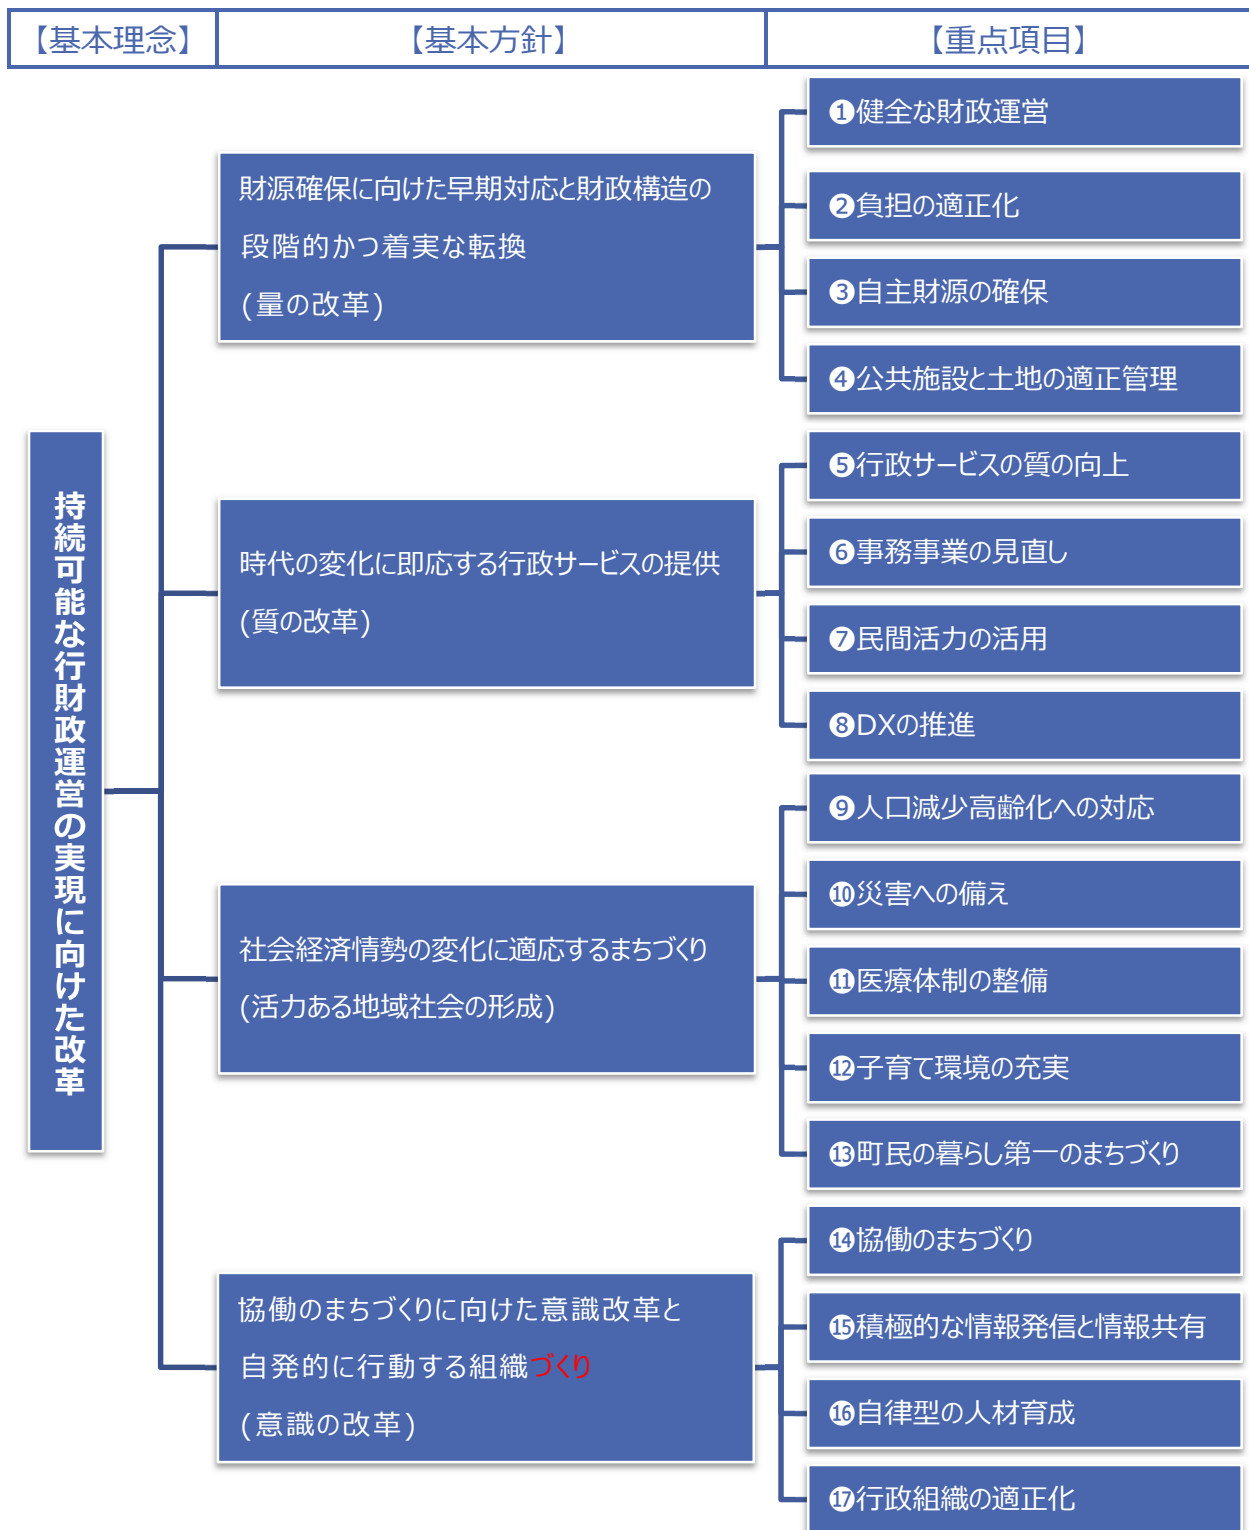 【基本理念】
【基本方針】
【重点項目】
持続可能な行財政運営の実現に向けた改革
財源確保に向けた早期対応と財政構造の
段階的かつ着実な転換
(量の改革)
❶健全な財政運営
❷負担の適正化
❸自主財源の確保
❹公共施設と土地の適正管理
時代の変化に即応する行政サービスの提供
(質の改革)
❺行政サービスの質の向上
❻事務事業の見直し
❼民間活力の活用
❽DXの推進
社会経済情勢の変化に適応するまちづくり
(活力ある地域社会の形成)
❾人口減少高齢化への対応
❿災害への備え
⓫医療体制の整備
⓬子育て環境の充実
⓭町民の暮らし第一のまちづくり
協働のまちづくりに向けた意識改革と
自発的に行動する組織づくり
(意識の改革)
⓮協働のまちづくり
⓯積極的な情報発信と情報共有
⓰自律型の人材育成
⓱行政組織の適正化